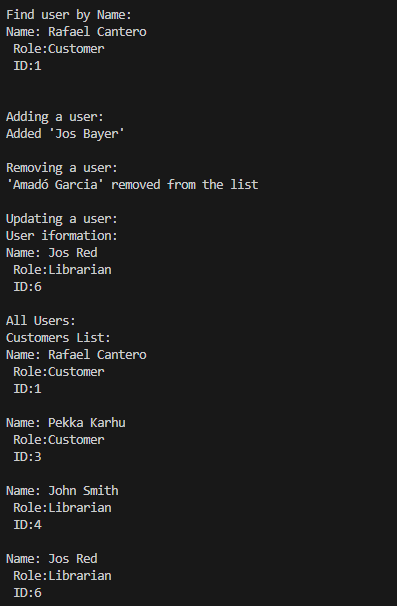 Find user by Name:
Name: Rafael Cantero
 Role:Customer
 ID:1
Adding a user:
Added 'Jos Bayer'
Removing a user:
'Amadó Garcia' removed from the list
Updating a user:
User iformation:
Name: Jos Red
 Role:Librarian
 ID:6
All Users:
Customers List:
Name: Rafael Cantero
 Role:Customer
 ID:1
Name: Pekka Karhu
 Role:Customer
 ID:3
Name: John Smith
 Role:Librarian
 ID:4
Name: Jos Red
 Role:Librarian
 ID:6